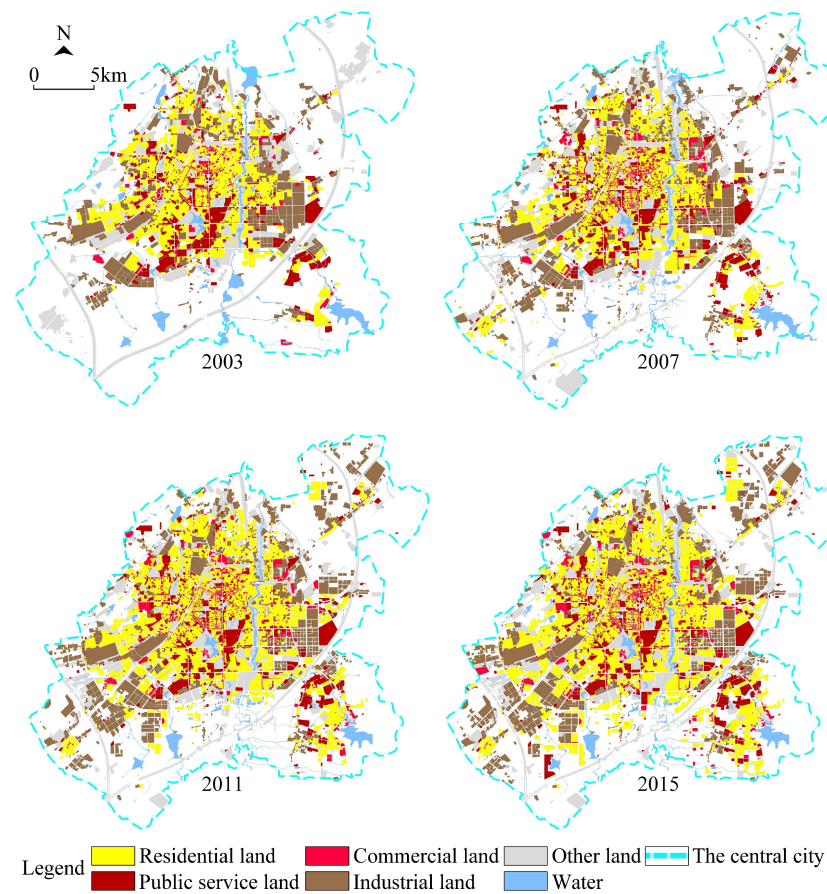 N
0 5km
2003
2007
2011
2015
Legend
Residential land
Commercial land
Other land
The central city
Public service land
Industrial land
Water